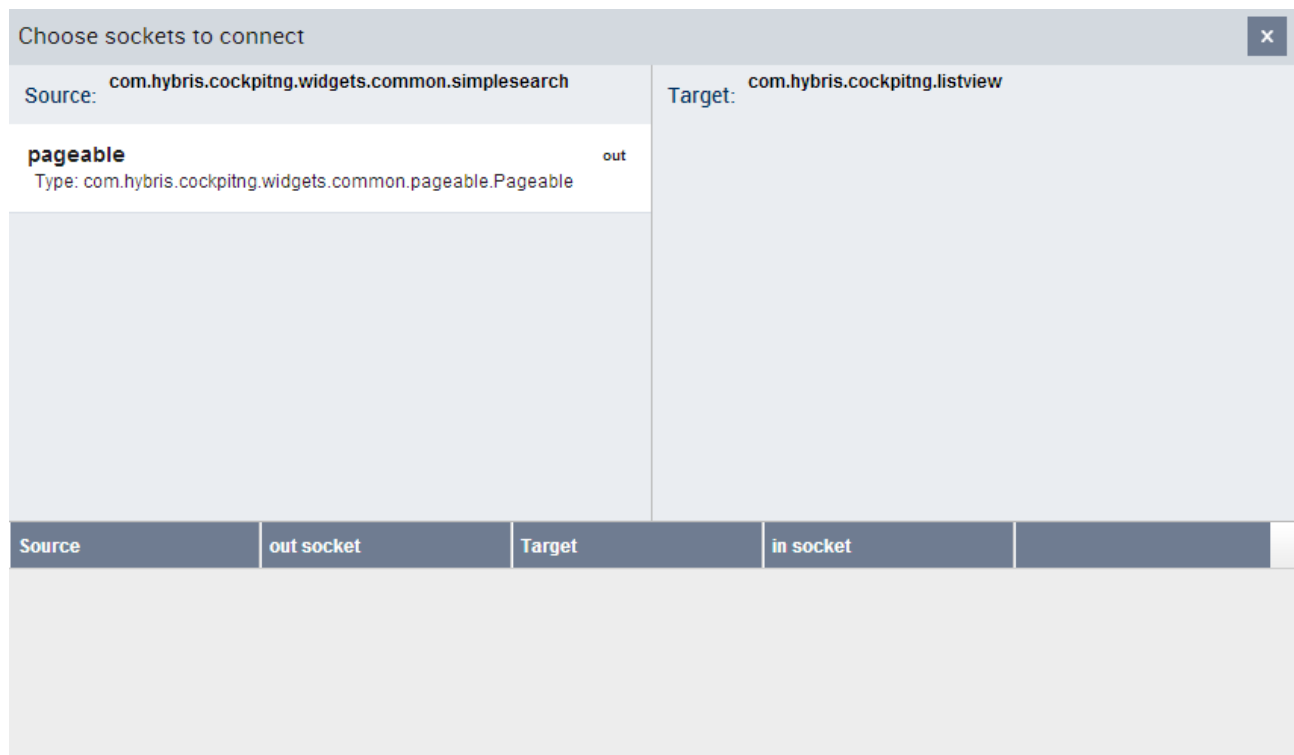 Choose sockets to connect
x
Source: com.hybris.cockpitng.widgets.common.simplesearch
Target: com.hybris.cockpitng.listview
pageable out
Type: com.hybris.cockpitng.widgets.common.pageable.Pageable
Source out socket Target in socket